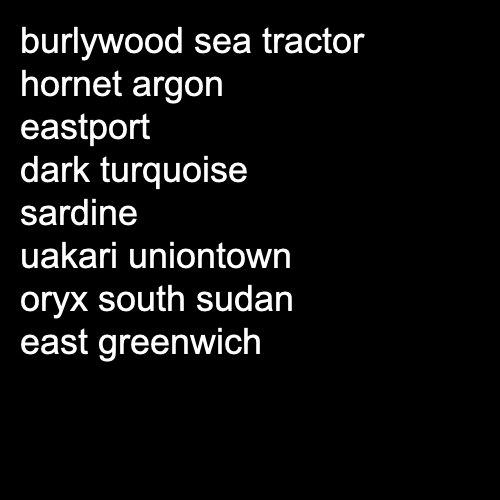 burlywood sea tractor
hornet argon
eastport
dark turquoise
sardine
uakari uniontown
oryx south sudan
east greenwich